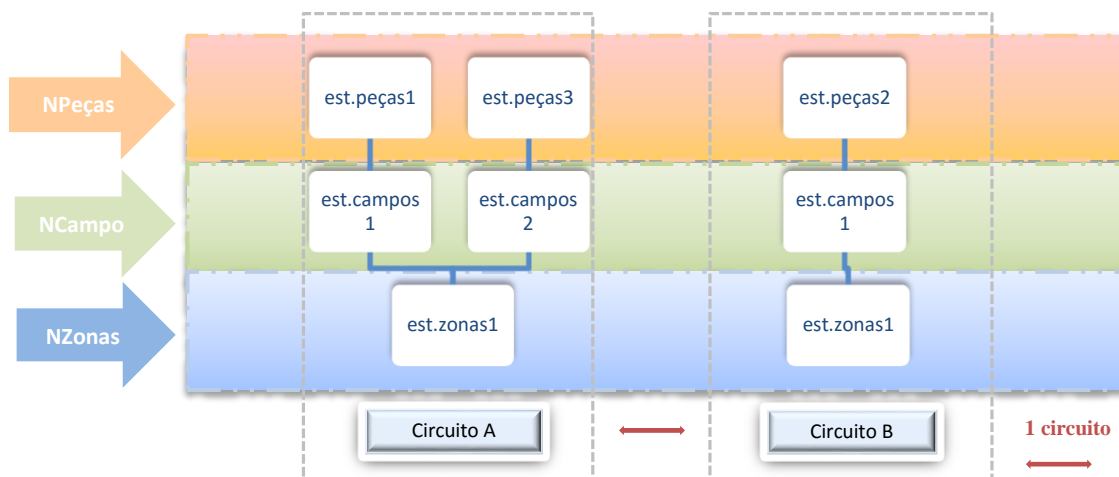 NPeças
est.peças1
est.peças3
est.peças2
NCampo
est.campos
1
est.campos
2
est.campos
1
NZonas
est.zonas1
est.zonas1
Circuito A
Circuito B
1 circuito